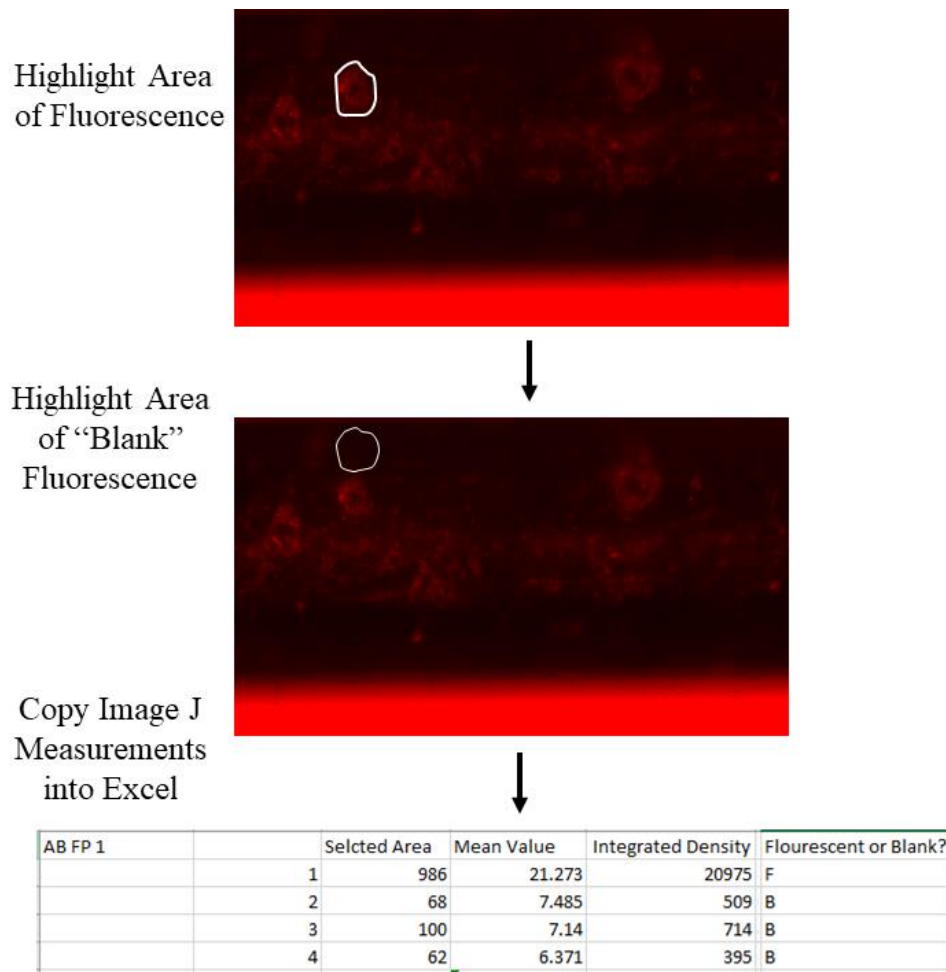 Highlight Area
of Fluorescence
Highlight Area
of “Blank”
Fluorescence
Copy Image J
Measurements
into Excel
AB FP 1 Selcted Area Mean Value Integrated Density Flourescent or Blank?
1 986 21.273 20975 F
2 68 7.485 509 B
3 100 7.14 714 B
4 62 6.371 395 B